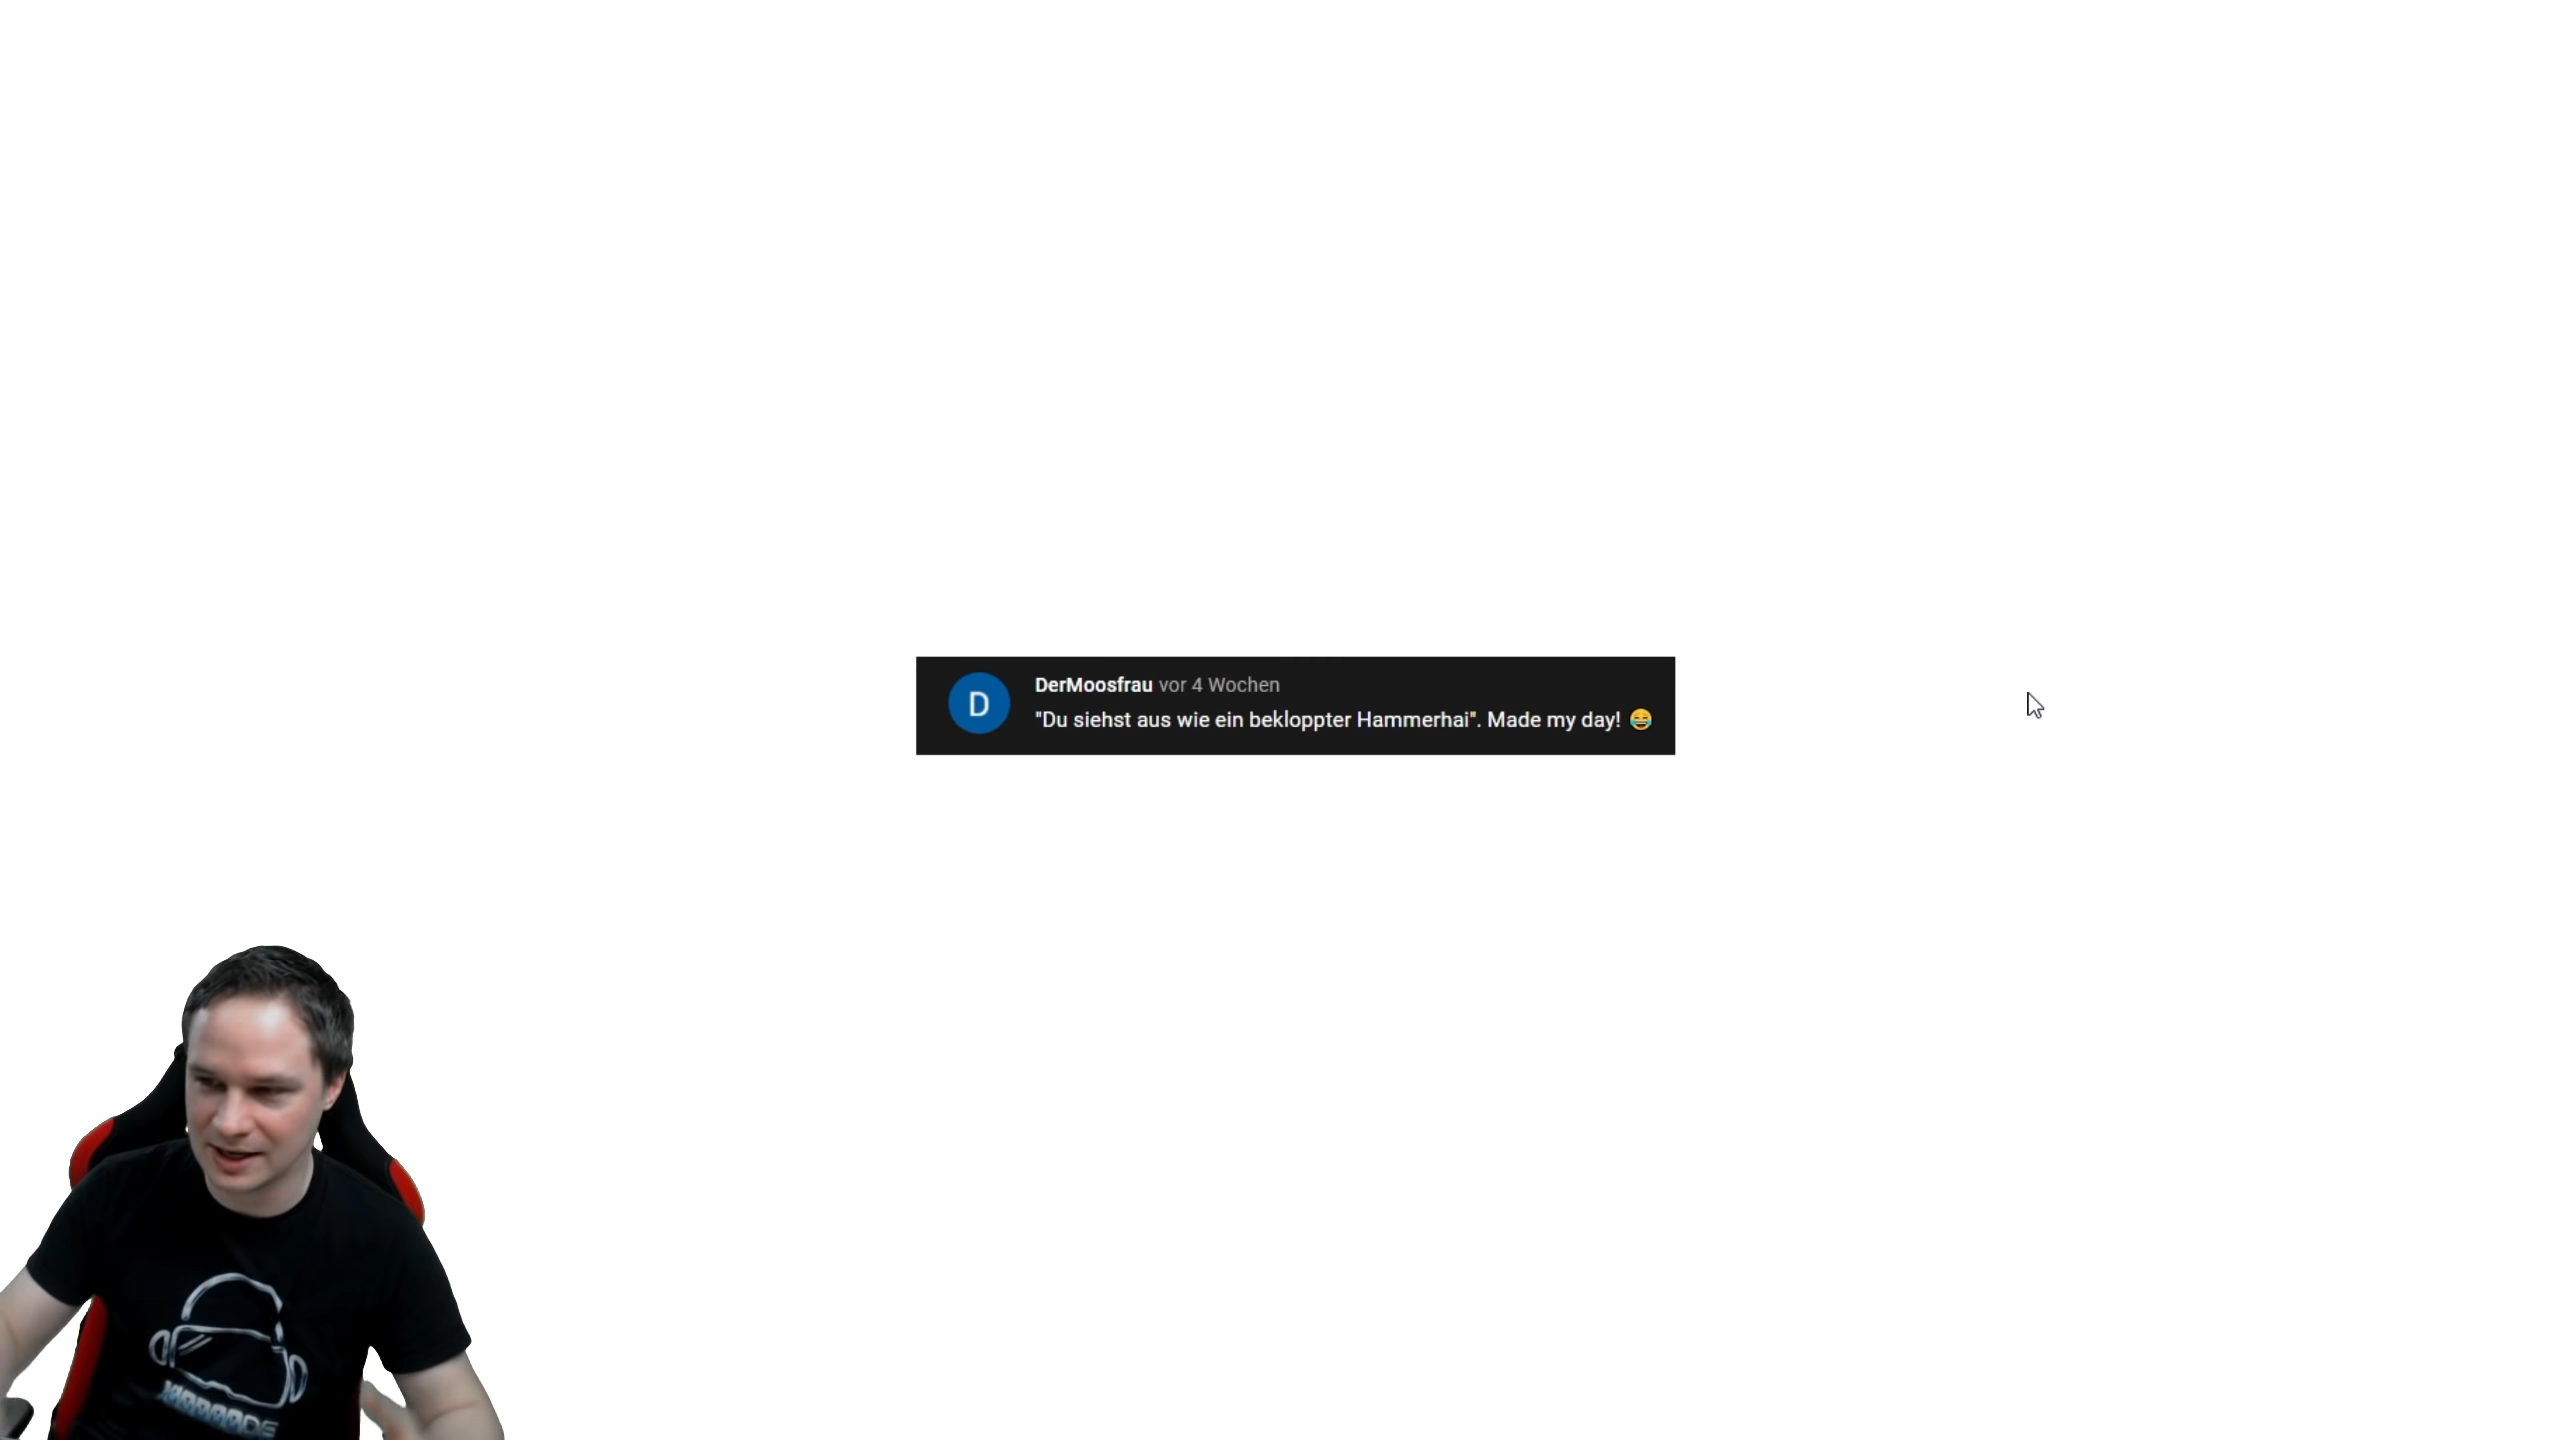 D
DerMoosfrau vor 4 Wochen
"Du siehst aus wie ein bekloppter Hammerhai". Made my day! 😂